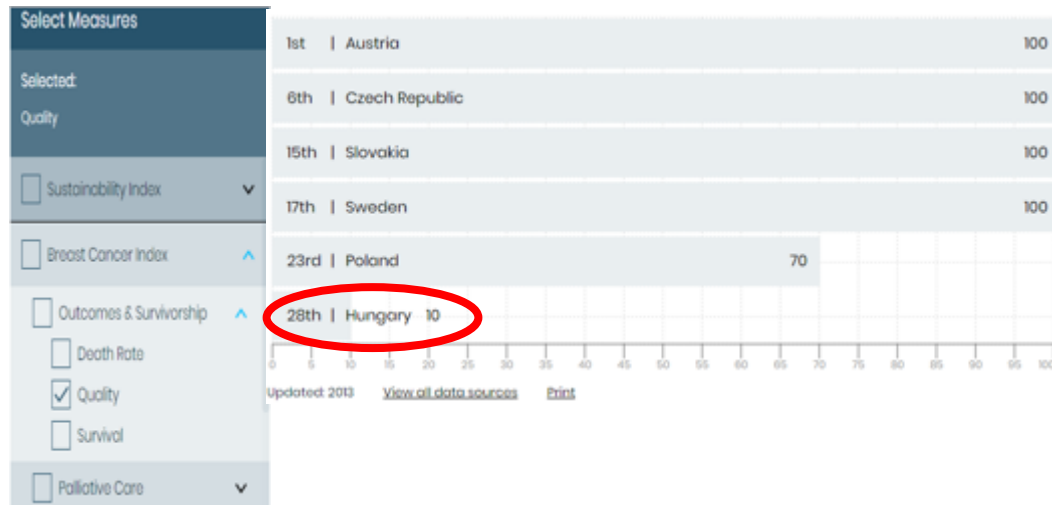 Select Measures
Selected:
Quality
Sustainability Index
Breast Cancer Index
Outcomes & Survivorship
Death Rate
Quality
Survival
Palliative Care
1st | Austria 100
6th | Czech Republic 100
15th | Slovakia 100
17th | Sweden 100
23rd | Poland 70
28th | Hungary 10
0 5 10 15 20 25 30 35 40 45 50 55 60 65 70 75 80 85 90 95 100
Updated: 2013 View all data sources Print